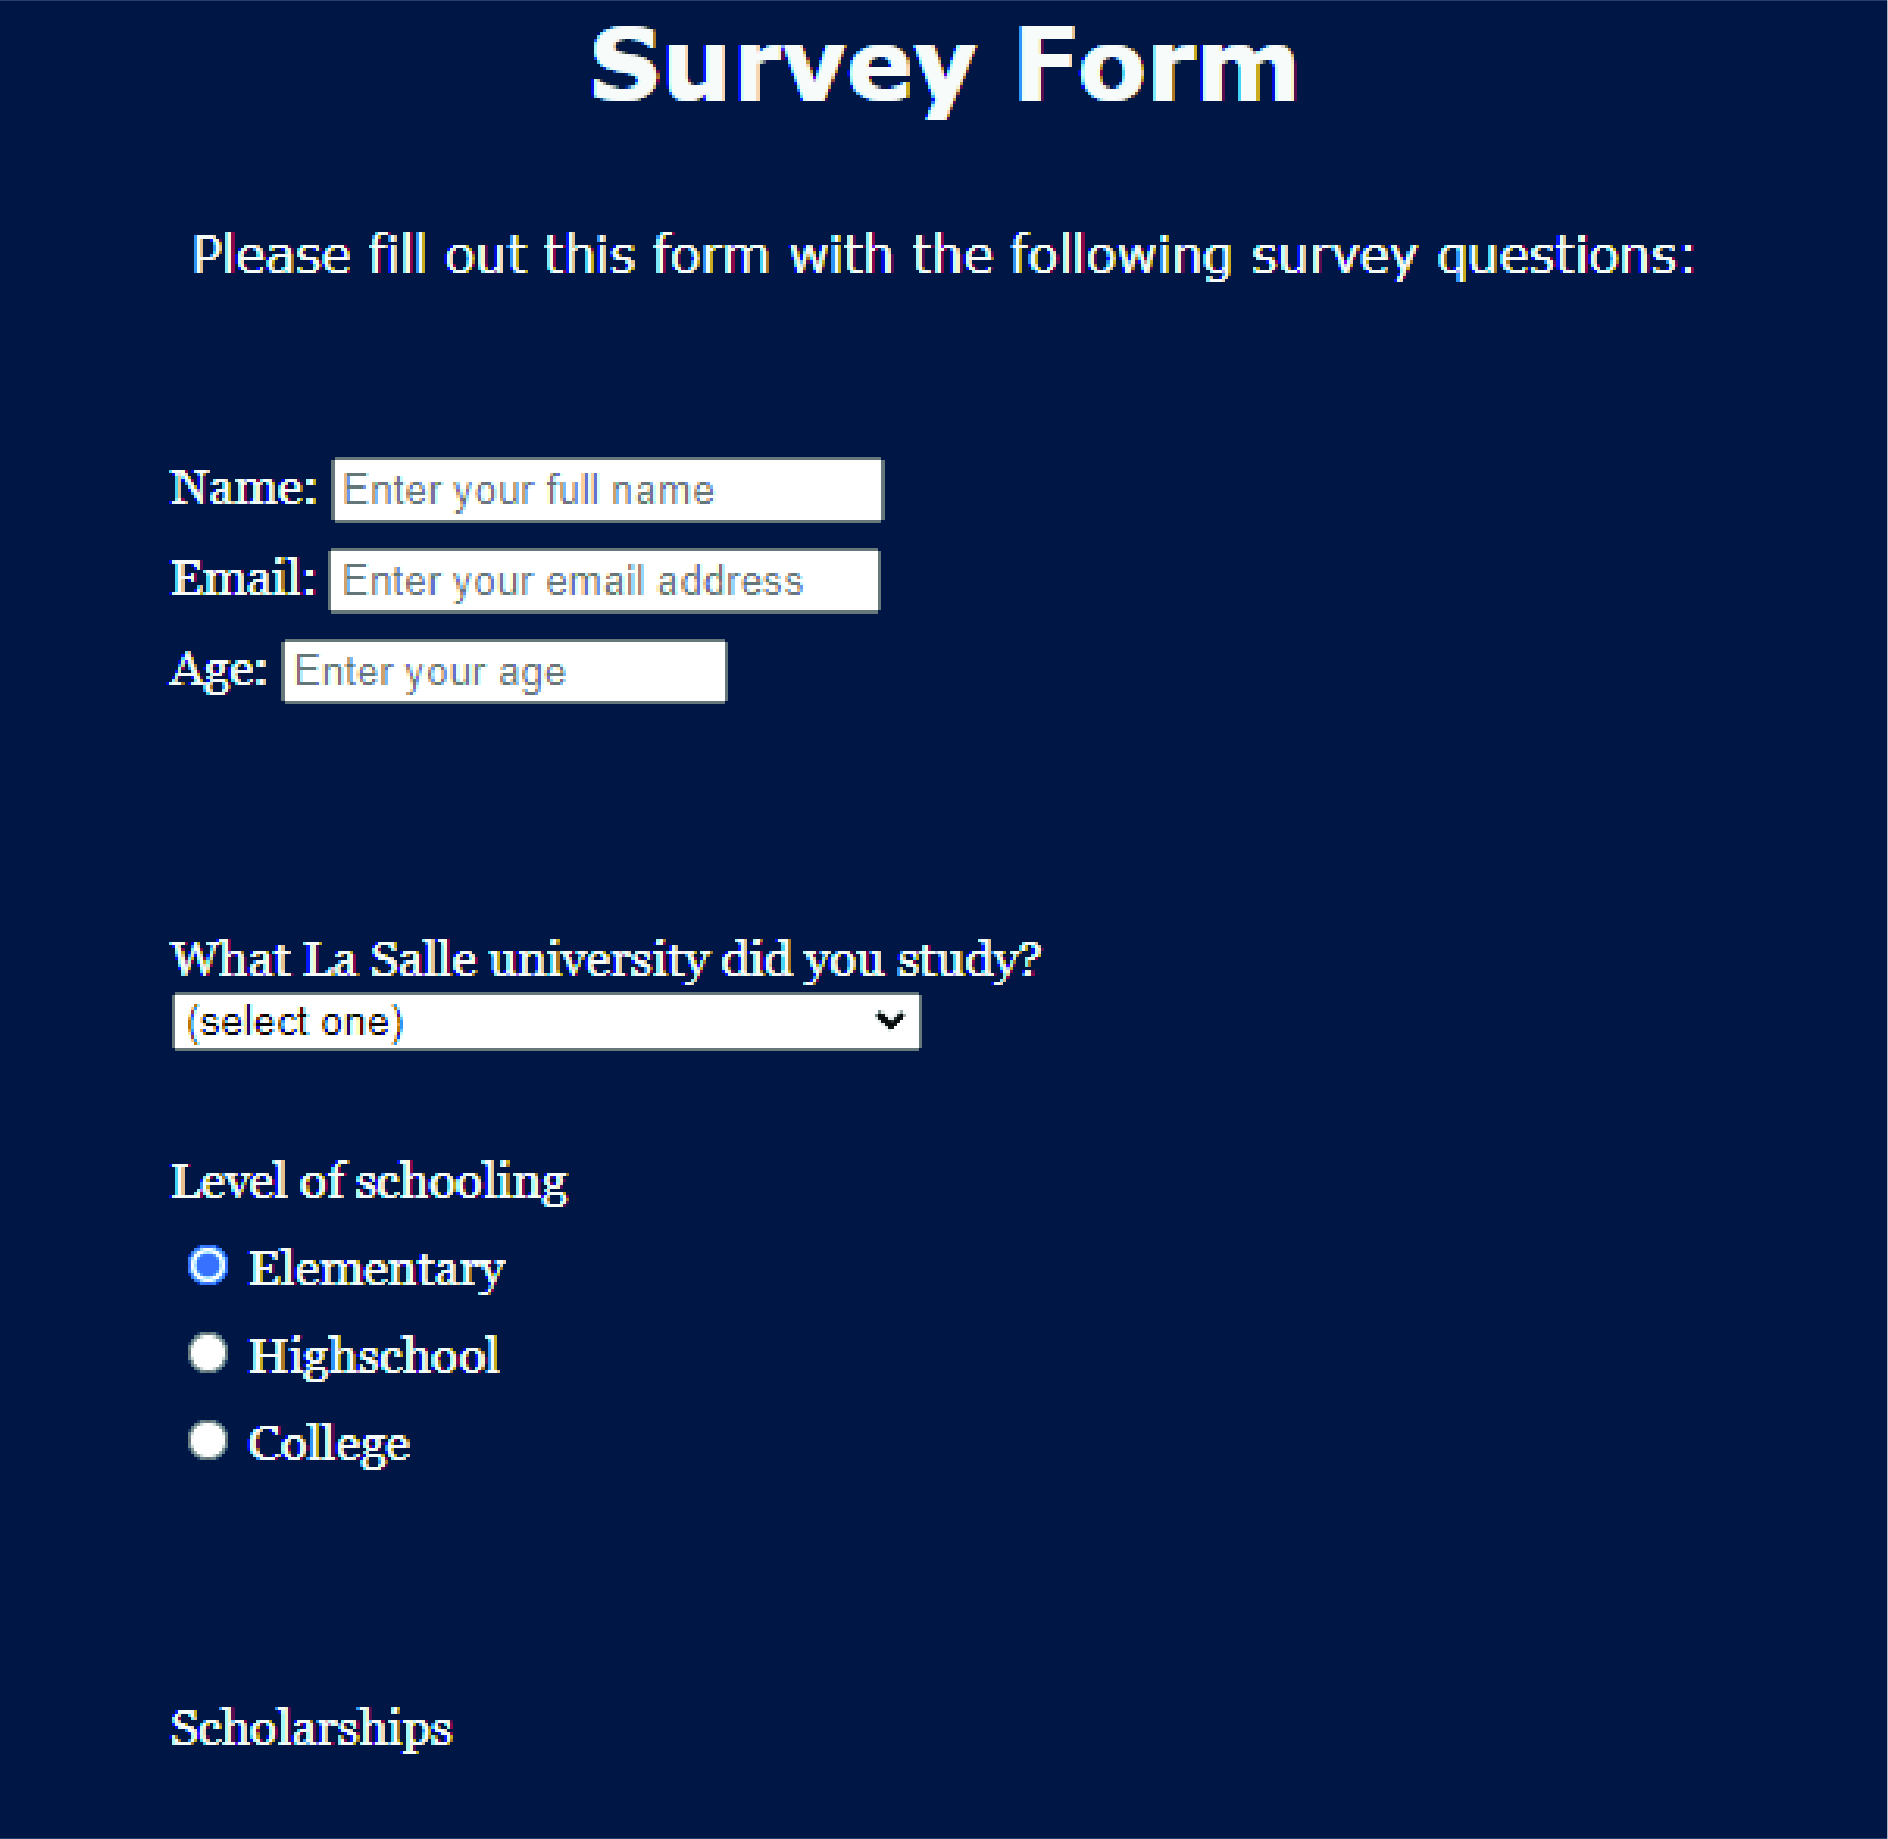 Survey Form
Please fill out this form with the following survey questions:
Name: Enter your full name
Email: Enter your email address
Age: Enter your age
What La Salle university did you study?
(select one)
Level of schooling
Elementary
Highschool
College
Scholarships